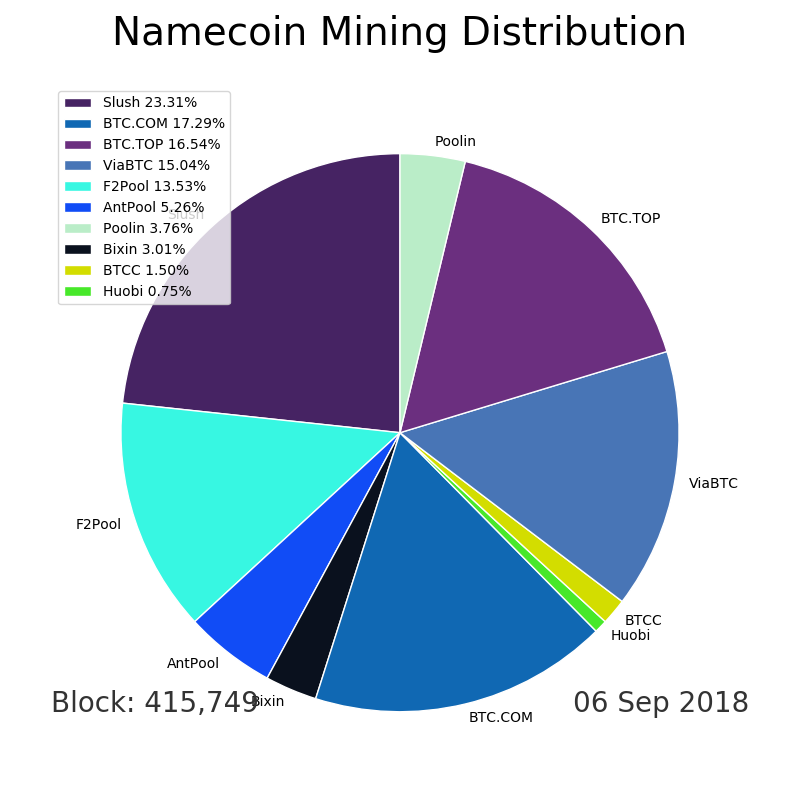 Namecoin Mining Distribution
Slush 23.31%
BTC.COM 17.29%
BTC.TOP 16.54%
ViaBTC 15.04%
F2Pool 13.53%
AntPool 5.26%
Poolin 3.76%
Bixin 3.01%
BTCC 1.50%
Huobi 0.75%
Slush
Poolin
BTC.TOP
ViaBTC
BTCC
Huobi
BTC.COM
Bixin
AntPool
F2Pool
Block: 415,749
06 Sep 2018